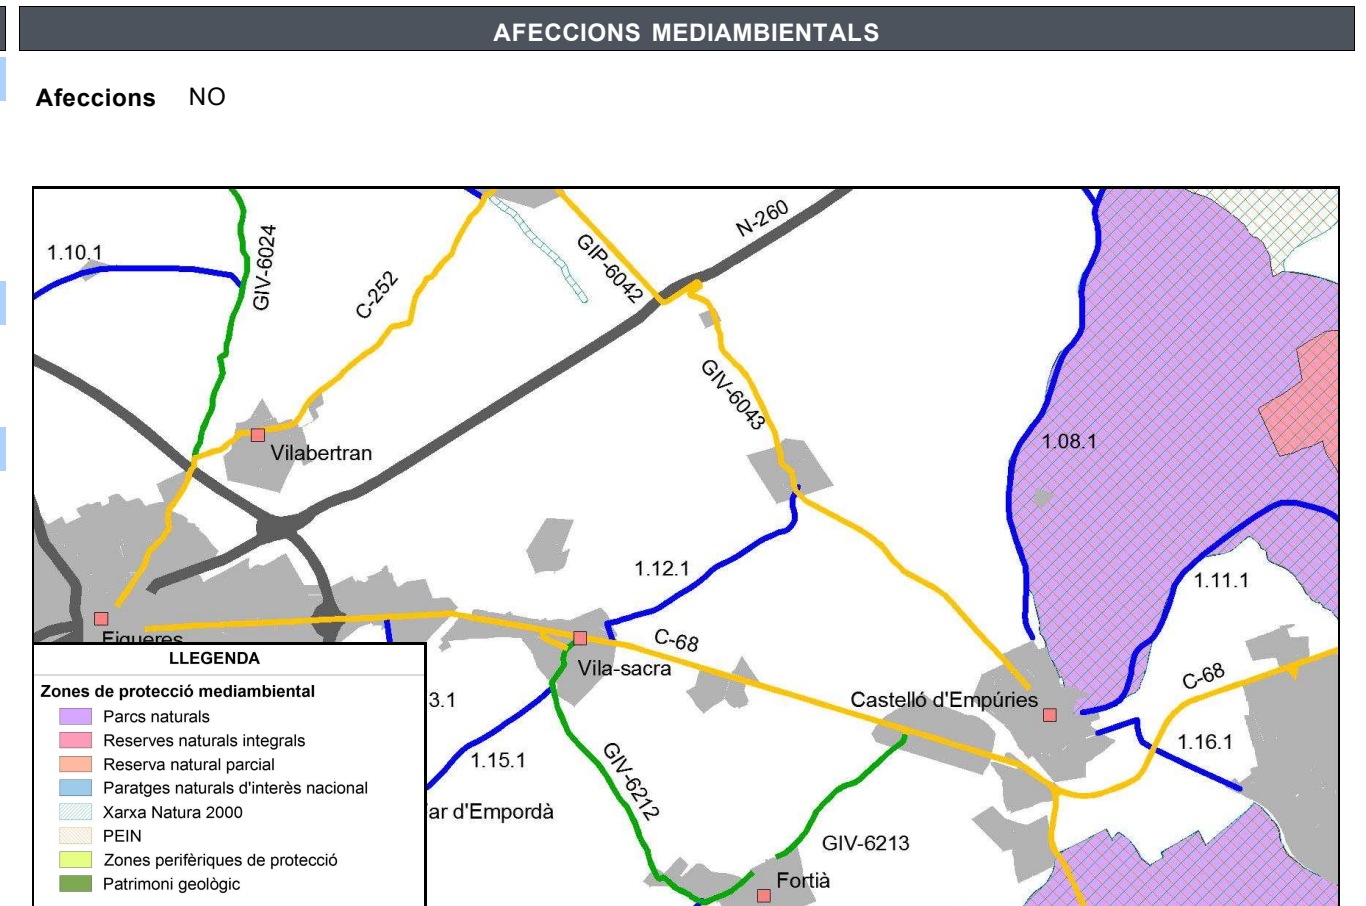 AFECCIONS MEDIAMBIENTALS
Afeccions NO
N-260
1.10.1
GIV-6024
GIP-6042
C-252
GIV-6043
1.08.1
Vilabertran
1.12.1
1.11.1
Figueres
C-68
Vila-sacra
C-68
Castelló d'Empúries
3.1
1.16.1
1.15.1
GIV-6212
ar d'Empordà
GIV-6213
Fortià
LLEGENDA
Zones de protecció mediambiental
Parcs naturals
Reserves naturals integrals
Reserva natural parcial
Paratges naturals d'interès nacional
Xarxa Natura 2000
PEIN
Zones perifèriques de protecció
Patrimoni geològic